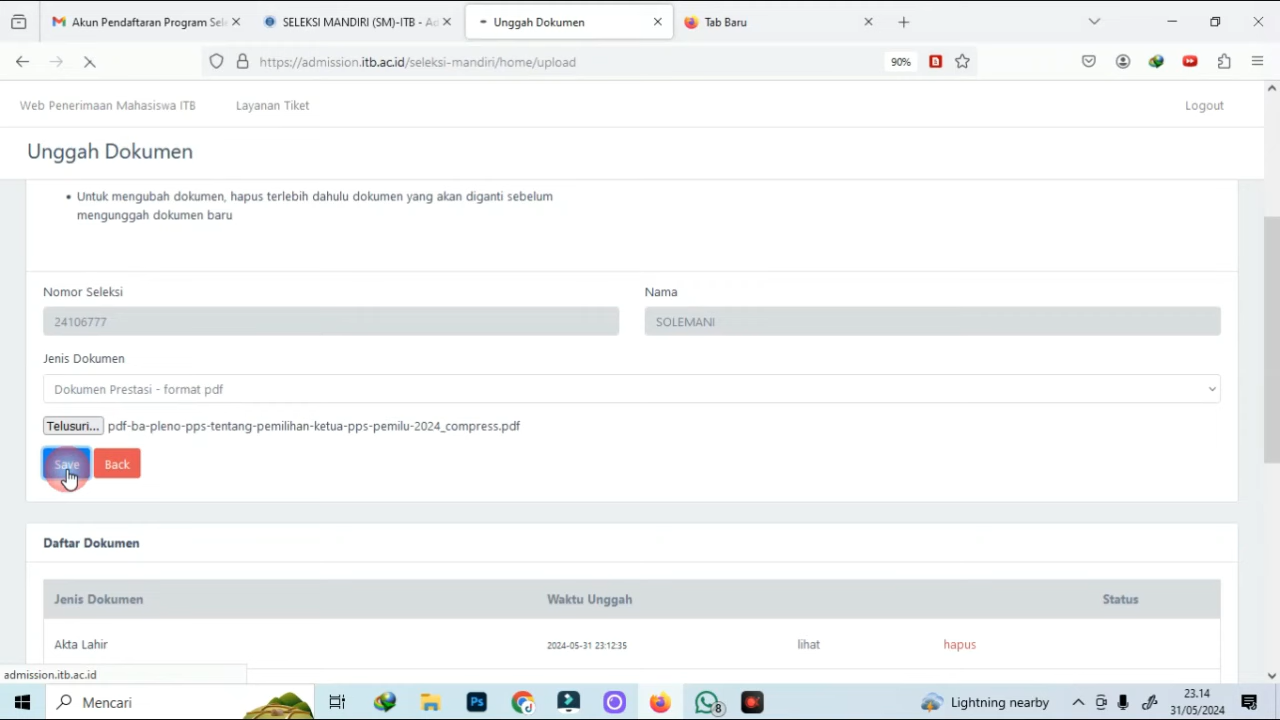 Akun Pendaftaran Program Sel
SELEKSI MANDIRI (SM)-ITB - Ad
Unggah Dokumen
Tab Baru
https://admission.itb.ac.id/seleksi-mandiri/home/upload
90%
Web Penerimaan Mahasiswa ITB
Layanan Tiket
Logout
Unggah Dokumen
• Untuk mengubah dokumen, hapus terlebih dahulu dokumen yang akan diganti sebelum
mengunggah dokumen baru
Nomor Seleksi
Nama
24106777
SOLEMANI
Jenis Dokumen
Dokumen Prestasi - format pdf
Telusuri... pdf-ba-pleno-pps-tentang-pemilihan-ketua-pps-pemilu-2024_compress.pdf
Save
Back
Daftar Dokumen
Jenis Dokumen
Waktu Unggah
Status
Akta Lahir
2024-05-31 23:12:35
lihat
hapus
admission.itb.ac.id
Mencari
Ps
8
Lightning nearby
23.14
31/05/2024